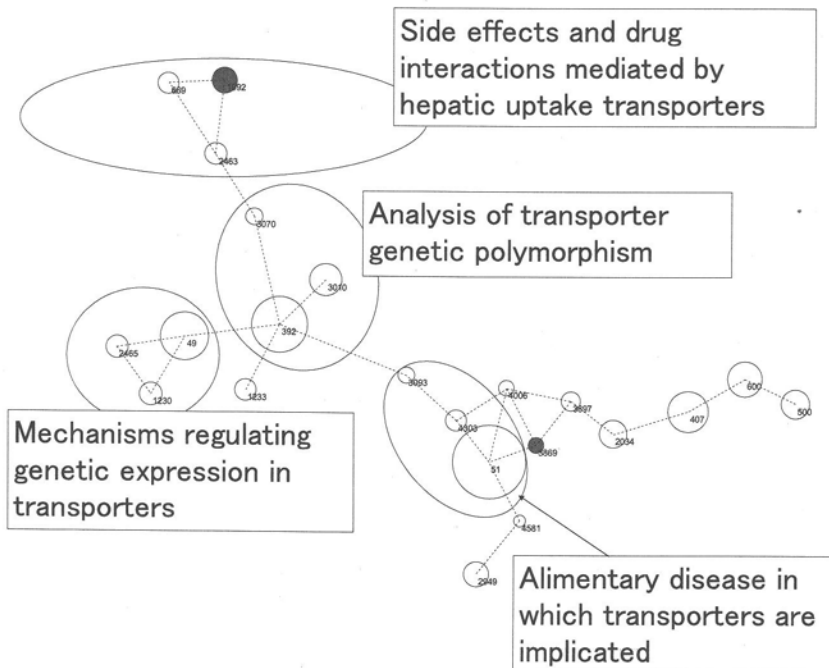 Side effects and drug
interactions mediated by
hepatic uptake transporters
669
2463
3070
Analysis of transporter
genetic polymorphism
3010
392
49
2465
1230
1233
Mechanisms regulating
genetic expression in
transporters
3093
4006
4303
51
2034
407
600
500
4581
2949
Alimentary disease in
which transporters are
implicated